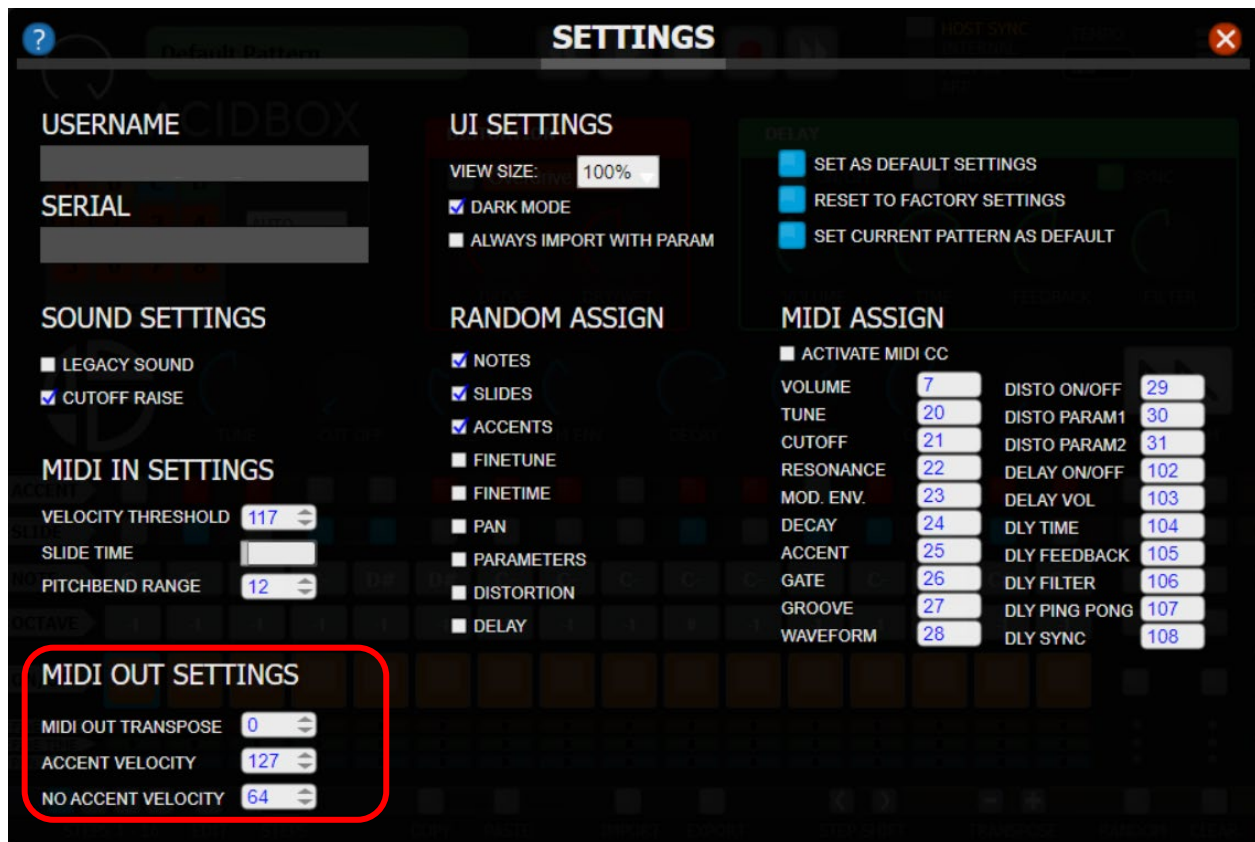 ?
SETTINGS
Default Pattern
HOST SYNC
ACIDBOX
USERNAME
SERIAL
UI SETTINGS
VIEW SIZE: 100%
DARK MODE
ALWAYS IMPORT WITH PARAM
DELAY
SET AS DEFAULT SETTINGS
RESET TO FACTORY SETTINGS
SET CURRENT PATTERN AS DEFAULT
SOUND SETTINGS
LEGACY SOUND
CUTOFF RAISE
MIDI IN SETTINGS
VELOCITY THRESHOLD 117
SLIDE TIME
PITCHBEND RANGE 12
MIDI OUT SETTINGS
MIDI OUT TRANSPOSE 0
ACCENT VELOCITY 127
NO ACCENT VELOCITY 64
RANDOM ASSIGN
NOTES
SLIDES
ACCENTS
FINETUNE
FINETIME
PAN
PARAMETERS
DISTORTION
DELAY
MIDI ASSIGN
ACTIVATE MIDI CC
VOLUME 7
TUNE 20
CUTOFF 21
RESONANCE 22
MOD. ENV. 23
DECAY 24
ACCENT 25
GATE 26
GROOVE 27
WAVEFORM 28
DISTO ON/OFF 29
DISTO PARAM1 30
DISTO PARAM2 31
DELAY ON/OFF 102
DELAY VOL 103
DLY TIME 104
DLY FEEDBACK 105
DLY FILTER 106
DLY PING PONG 107
DLY SYNC 108